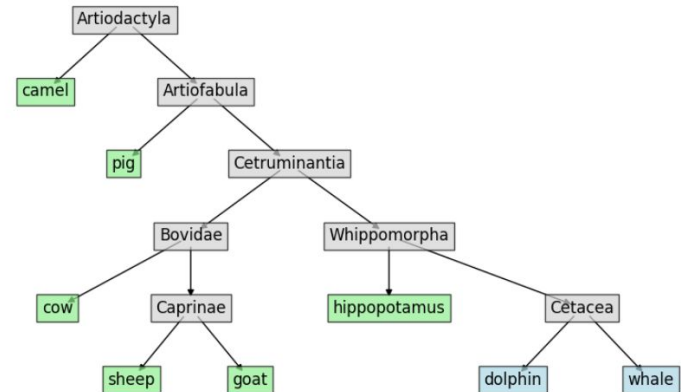 Artiodactyla
camel
Artiofabula
pig
Cetruminantia
Bovidae
Whippomorpha
cow
Caprinae
hippopotamus
Cetacea
sheep
goat
dolphin
whale